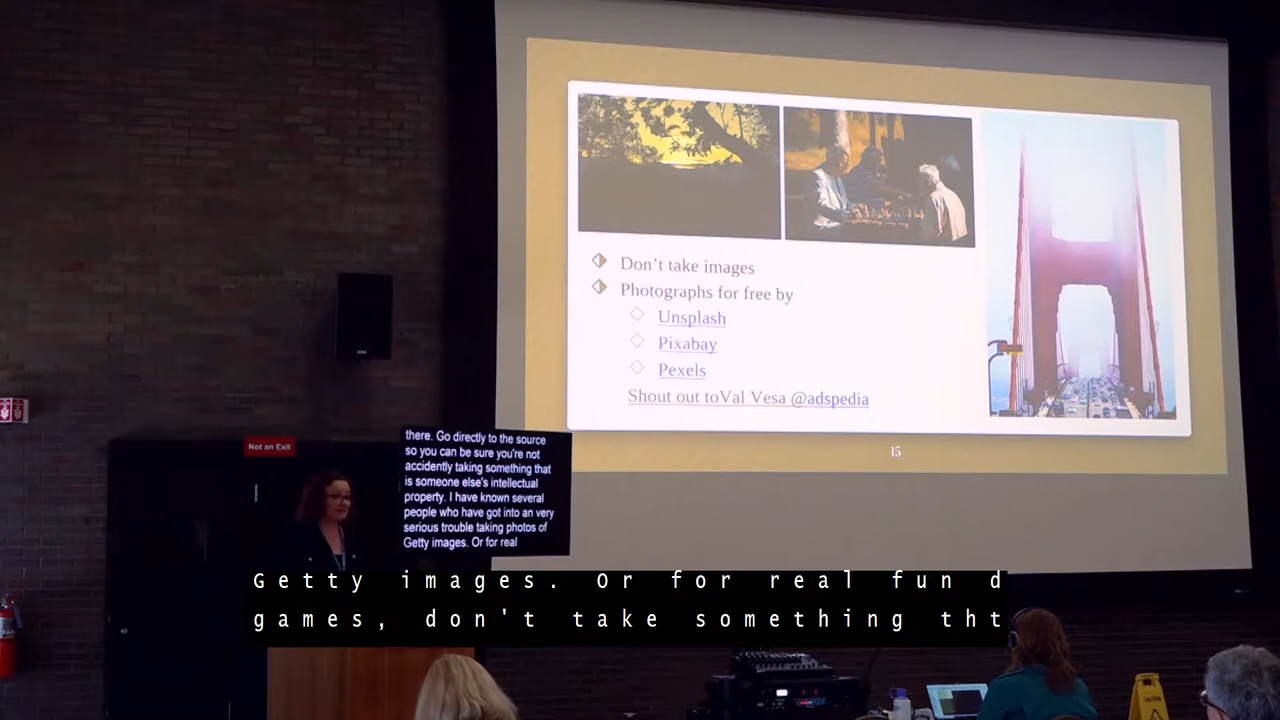 Don't take images
Photographs for free by
Unsplash
Pixabay
Pexels
Shout out toVal Vesa @adspedia
15
Not an Exit
there. Go directly to the source
so you can be sure you're not
accidently taking something that
is someone else's intellectual
property. I have known several
people who have got into an very
serious trouble taking photos of
Getty images. Or for real
Getty images. Or for real fun d
games, don't take something tht
CAUTION